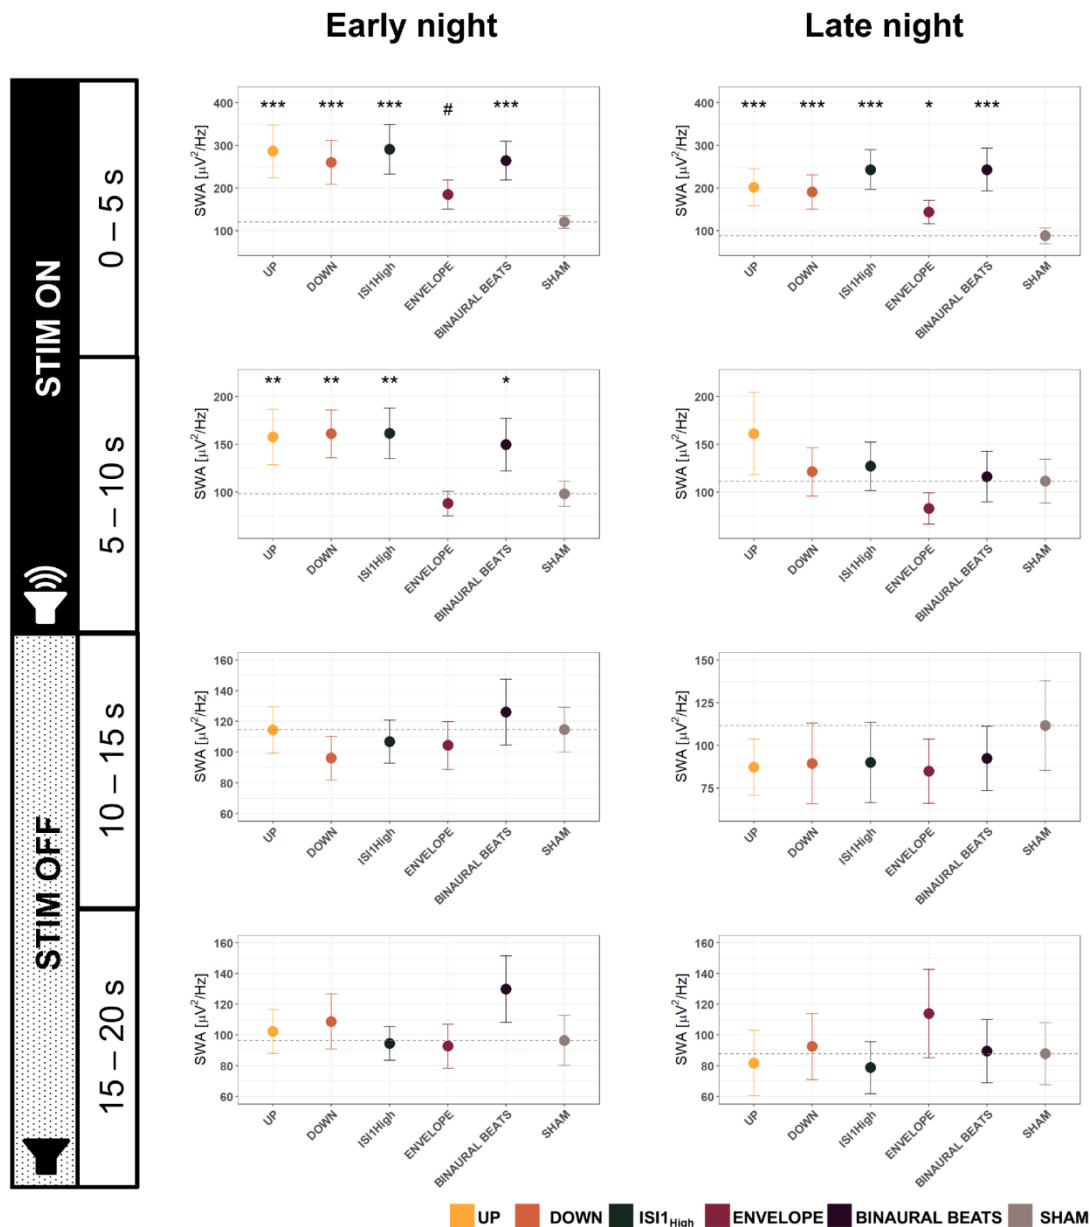 Early night
Late night
STIM ON
STIM OFF
0 – 5 s
5 – 10 s
10 – 15 s
15 – 20 s
SWA [μV²/Hz]
400
300
200
100
*** *** *** # ***
UP DOWN ISI1High ENVELOPE BINAURAL BEATS SHAM
SWA [μV²/Hz]
400
300
200
100
*** *** *** * ***
UP DOWN ISI1High ENVELOPE BINAURAL BEATS SHAM
SWA [μV²/Hz]
200
150
100
** ** ** *
UP DOWN ISI1High ENVELOPE BINAURAL BEATS SHAM
SWA [μV²/Hz]
200
150
100
UP DOWN ISI1High ENVELOPE BINAURAL BEATS SHAM
SWA [μV²/Hz]
160
140
120
100
80
60
UP DOWN ISI1High ENVELOPE BINAURAL BEATS SHAM
SWA [μV²/Hz]
150
125
100
75
UP DOWN ISI1High ENVELOPE BINAURAL BEATS SHAM
SWA [μV²/Hz]
160
140
120
100
80
60
UP DOWN ISI1High ENVELOPE BINAURAL BEATS SHAM
SWA [μV²/Hz]
160
140
120
100
80
60
UP DOWN ISI1High ENVELOPE BINAURAL BEATS SHAM
UP DOWN ISI1High ENVELOPE BINAURAL BEATS SHAM